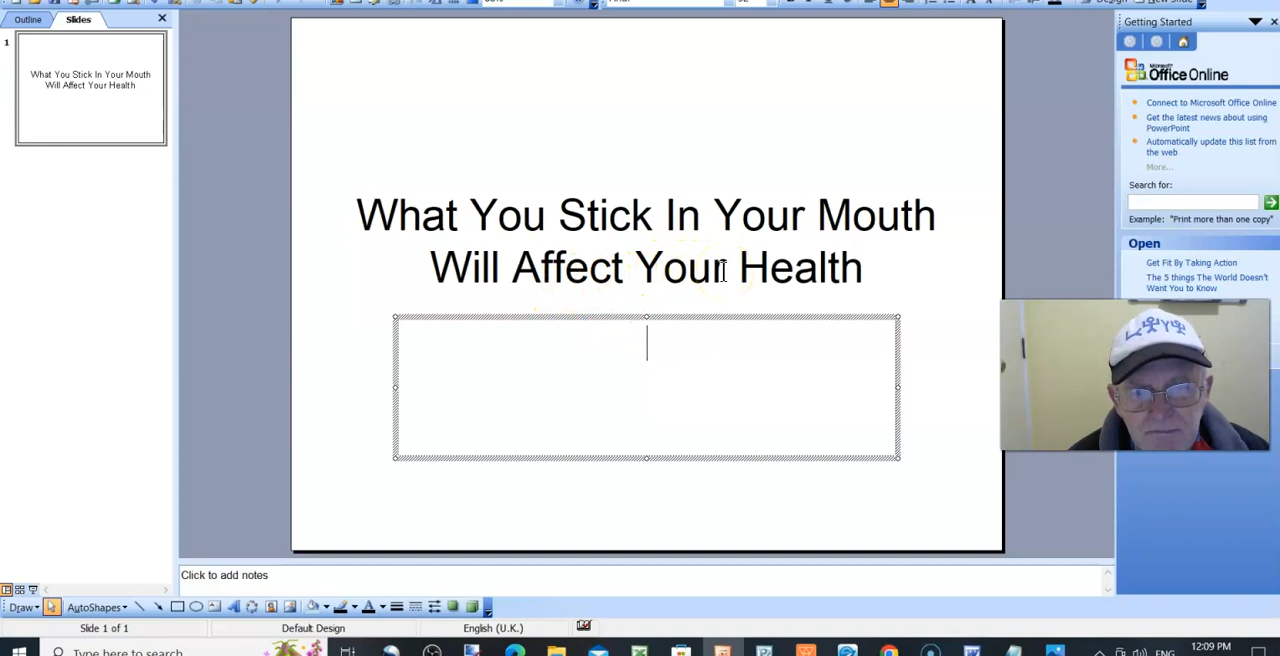 Outline
Slides
1
What You Stick In Your Mouth
Will Affect Your Health
What You Stick In Your Mouth
Will Affect Your Health
Getting Started
Microsoft
Office Online
Connect to Microsoft Office Online
Get the latest news about using
PowerPoint
Automatically update this list from
the web
More...
Search for:
Example: "Print more than one copy"
Open
Get Fit By Taking Action
The 5 things The World Doesn't
Want You to Know
Click to add notes
Draw
AutoShapes
A
Slide 1 of 1
Default Design
English (U.K.)
Type here to search
ENG
12:09 PM